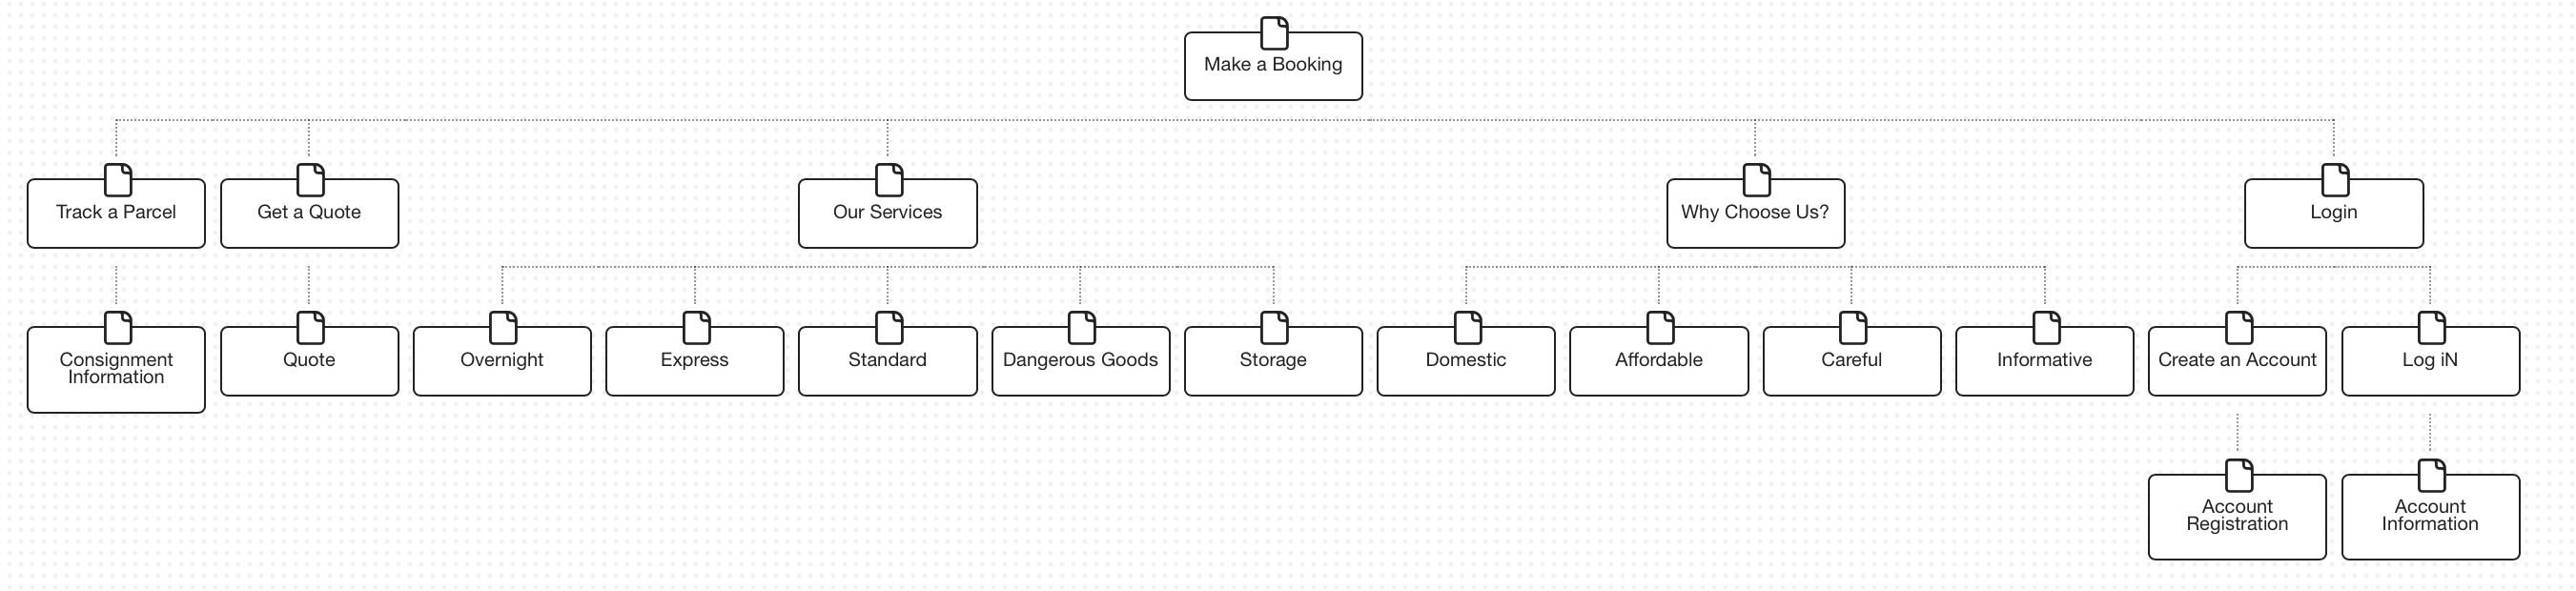 Make a Booking
Track a Parcel
Get a Quote
Our Services
Why Choose Us?
Login
Consignment
Information
Quote
Overnight
Express
Standard
Dangerous Goods
Storage
Domestic
Affordable
Careful
Informative
Create an Account
Log iN
Account
Registration
Account
Information